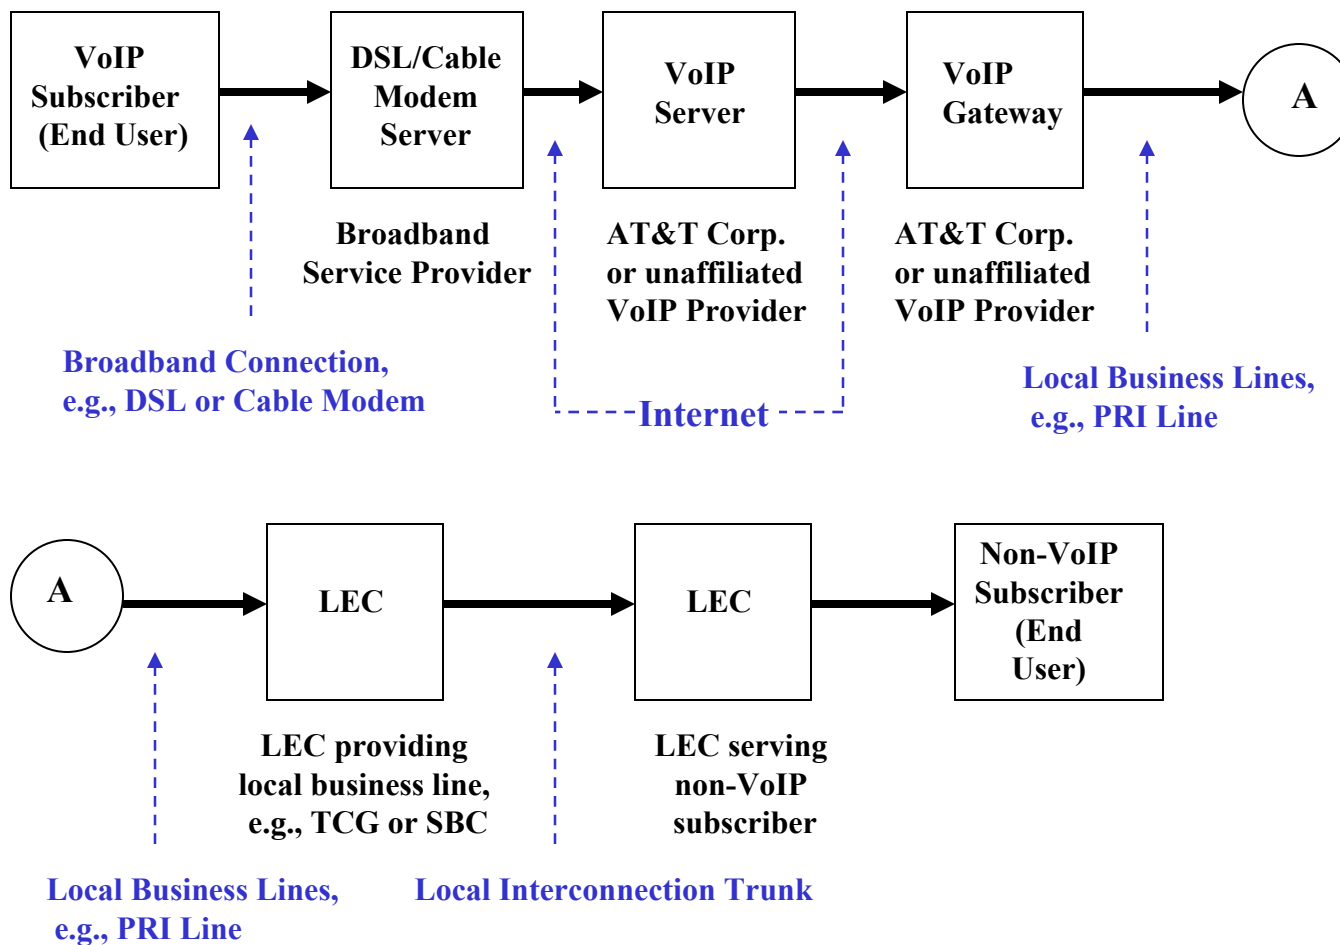 VoIP
Subscriber
(End User)
DSL/Cable
Modem
Server
VoIP
Server
VoIP
Gateway
A
Broadband
Service Provider
AT&T Corp.
or unaffiliated
VoIP Provider
AT&T Corp.
or unaffiliated
VoIP Provider
Broadband Connection,
e.g., DSL or Cable Modem
Internet
Local Business Lines,
e.g., PRI Line
A
LEC
LEC
Non-VoIP
Subscriber
(End
User)
LEC providing
local business line,
e.g., TCG or SBC
LEC serving
non-VoIP
subscriber
Local Business Lines,
e.g., PRI Line
Local Interconnection Trunk